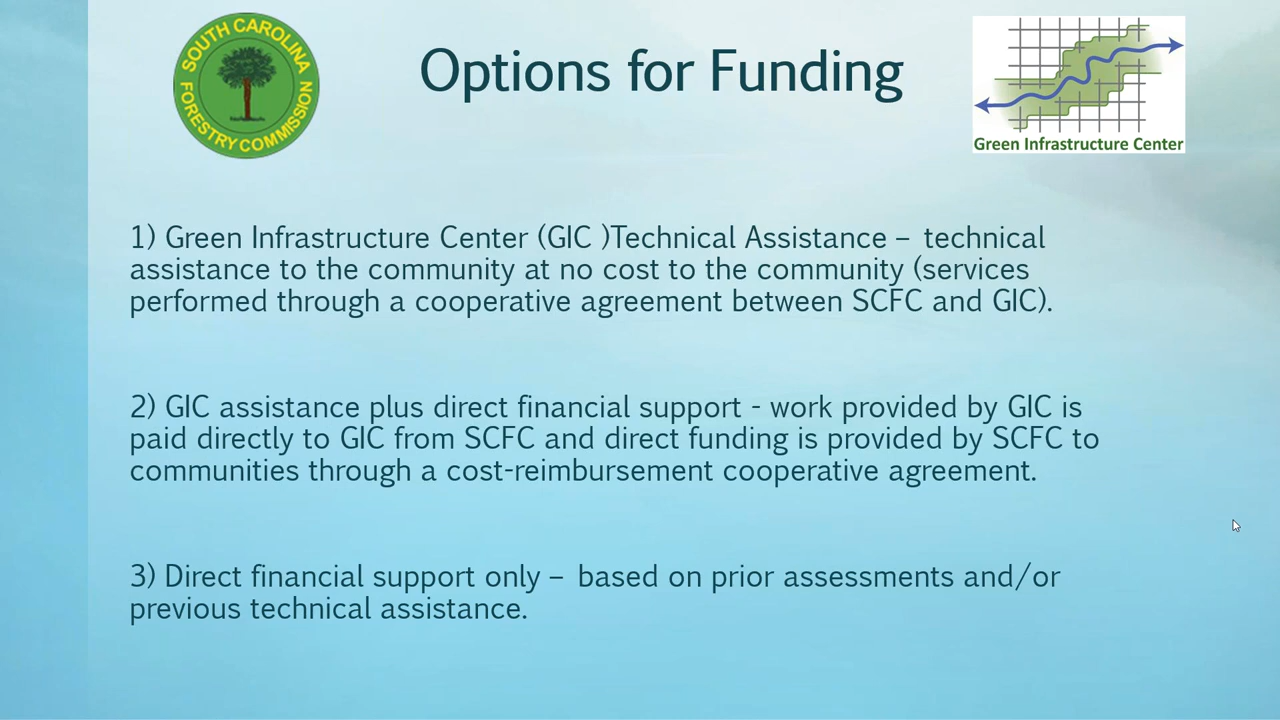 SOUTH CAROLINA
FORESTRY COMMISSION
Options for Funding
Green Infrastructure Center
1) Green Infrastructure Center (GIC )Technical Assistance – technical
assistance to the community at no cost to the community (services
performed through a cooperative agreement between SCFC and GIC).
2) GIC assistance plus direct financial support - work provided by GIC is
paid directly to GIC from SCFC and direct funding is provided by SCFC to
communities through a cost-reimbursement cooperative agreement.
3) Direct financial support only – based on prior assessments and/or
previous technical assistance.